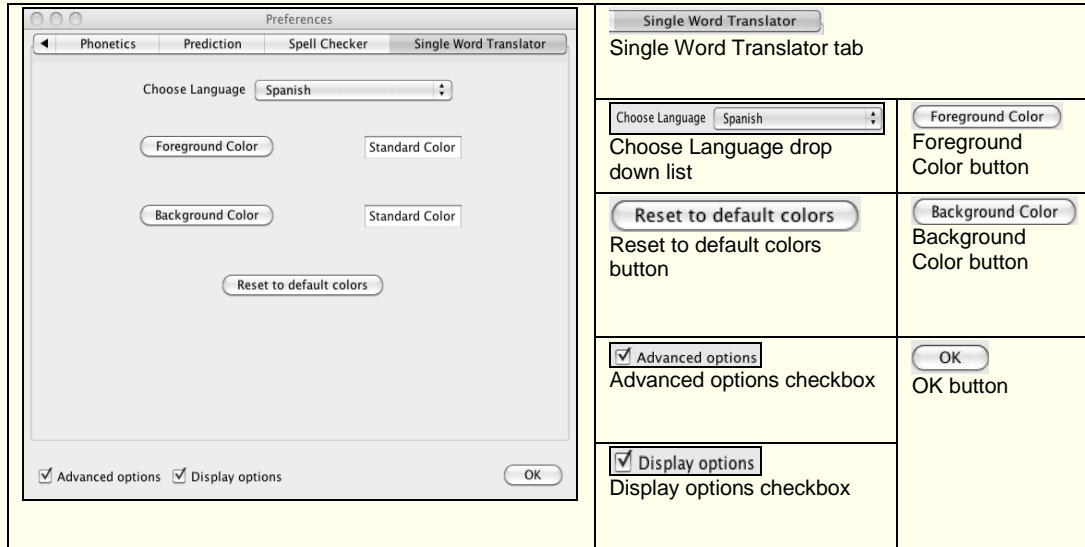 Preferences
Phonetics Prediction Spell Checker Single Word Translator
Choose Language Spanish
Foreground Color Standard Color
Background Color Standard Color
Reset to default colors
Advanced options Display options OK
Single Word Translator
Single Word Translator tab
Choose Language Spanish
Choose Language drop
down list
Foreground Color
Foreground
Color button
Reset to default colors
Reset to default colors
button
Background Color
Background
Color button
Advanced options
Advanced options checkbox
OK
OK button
Display options
Display options checkbox